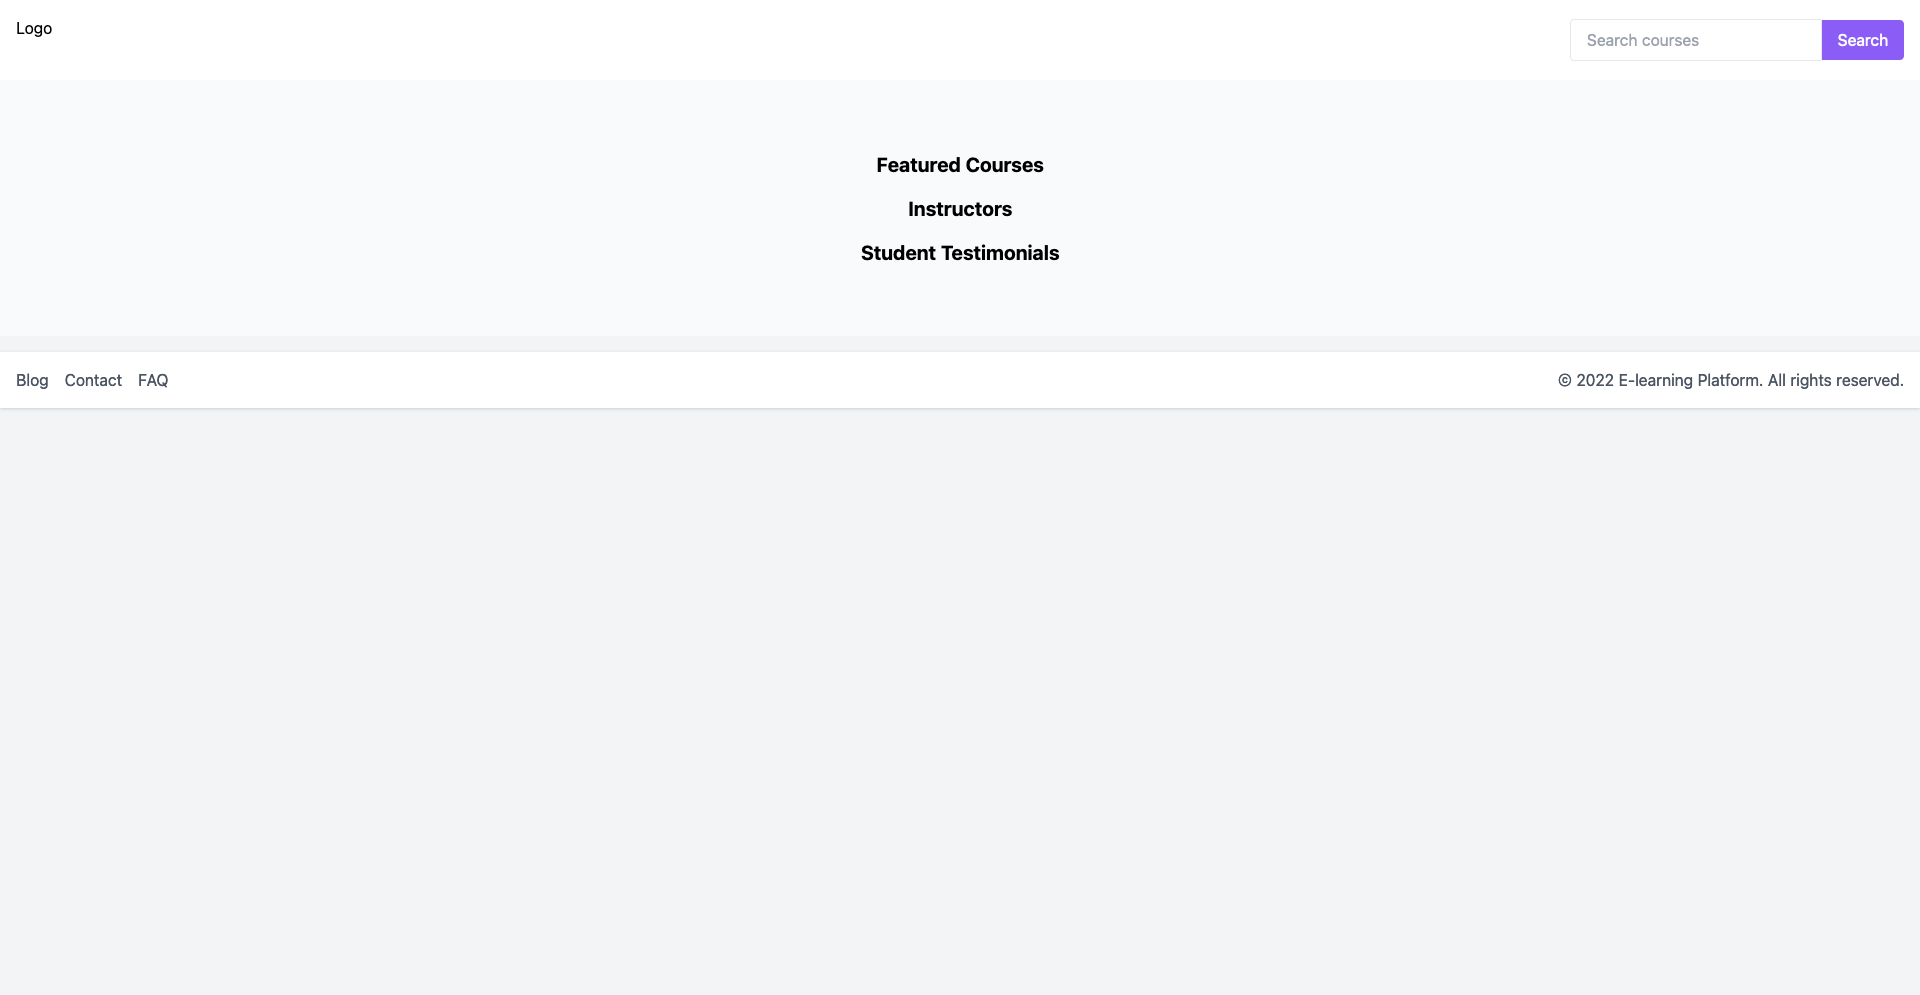 Logo
Search courses
Search
Featured Courses
Instructors
Student Testimonials
Blog Contact FAQ
© 2022 E-learning Platform. All rights reserved.